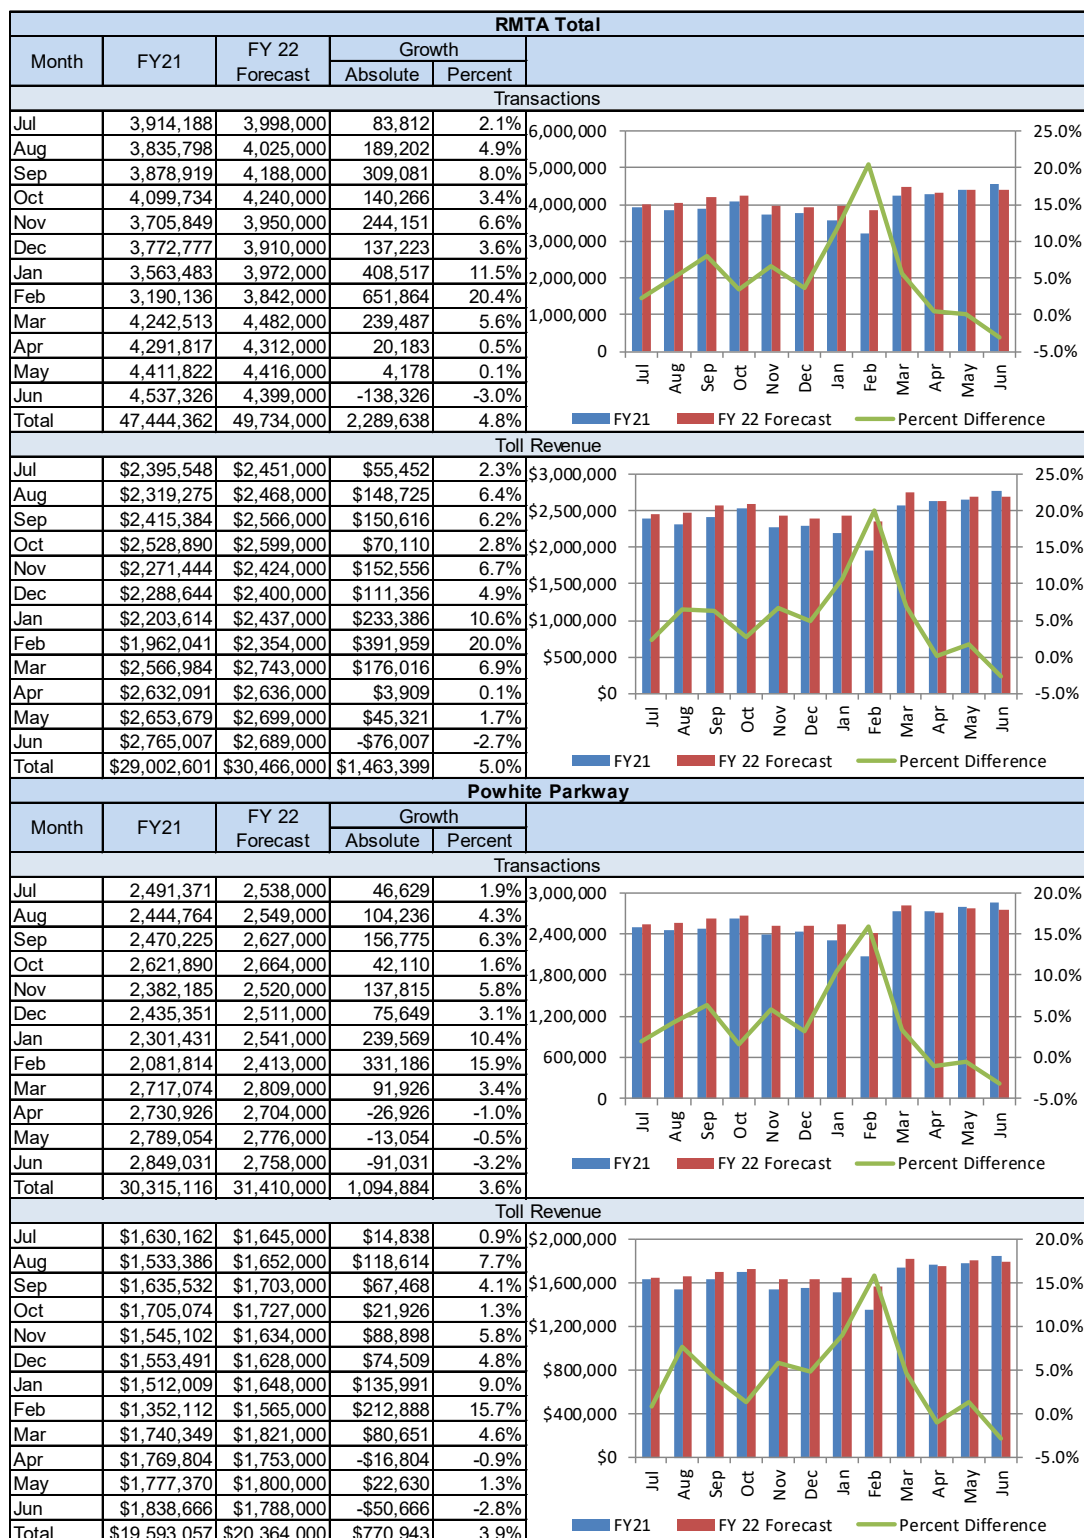 RMTA Total
Month FY21 FY 22 Forecast Growth
Absolute Percent
Transactions
Jul 3,914,188 3,998,000 83,812 2.1%
Aug 3,835,798 4,025,000 189,202 4.9%
Sep 3,878,919 4,188,000 309,081 8.0%
Oct 4,099,734 4,240,000 140,266 3.4%
Nov 3,705,849 3,950,000 244,151 6.6%
Dec 3,772,777 3,910,000 137,223 3.6%
Jan 3,563,483 3,972,000 408,517 11.5%
Feb 3,190,136 3,842,000 651,864 20.4%
Mar 4,242,513 4,482,000 239,487 5.6%
Apr 4,291,817 4,312,000 20,183 0.5%
May 4,411,822 4,416,000 4,178 0.1%
Jun 4,537,326 4,399,000 -138,326 -3.0%
Total 47,444,362 49,734,000 2,289,638 4.8%
6,000,000 25.0%
5,000,000 20.0%
4,000,000 15.0%
3,000,000 10.0%
2,000,000 5.0%
1,000,000 0.0%
0 -5.0%
Jul Aug Sep Oct Nov Dec Jan Feb Mar Apr May Jun
FY21 FY 22 Forecast Percent Difference
Toll Revenue
Jul $2,395,548 $2,451,000 $55,452 2.3%
Aug $2,319,275 $2,468,000 $148,725 6.4%
Sep $2,415,384 $2,566,000 $150,616 6.2%
Oct $2,528,890 $2,599,000 $70,110 2.8%
Nov $2,271,444 $2,424,000 $152,556 6.7%
Dec $2,288,644 $2,400,000 $111,356 4.9%
Jan $2,203,614 $2,437,000 $233,386 10.6%
Feb $1,962,041 $2,354,000 $391,959 20.0%
Mar $2,566,984 $2,743,000 $176,016 6.9%
Apr $2,632,091 $2,636,000 $3,909 0.1%
May $2,653,679 $2,699,000 $45,321 1.7%
Jun $2,765,007 $2,689,000 -$76,007 -2.7%
Total $29,002,601 $30,466,000 $1,463,399 5.0%
$3,000,000 25.0%
$2,500,000 20.0%
$2,000,000 15.0%
$1,500,000 10.0%
$1,000,000 5.0%
$500,000 0.0%
$0 -5.0%
Jul Aug Sep Oct Nov Dec Jan Feb Mar Apr May Jun
FY21 FY 22 Forecast Percent Difference
Powhite Parkway
Month FY21 FY 22 Forecast Growth
Absolute Percent
Transactions
Jul 2,491,371 2,538,000 46,629 1.9%
Aug 2,444,764 2,549,000 104,236 4.3%
Sep 2,470,225 2,627,000 156,775 6.3%
Oct 2,621,890 2,664,000 42,110 1.6%
Nov 2,382,185 2,520,000 137,815 5.8%
Dec 2,435,351 2,511,000 75,649 3.1%
Jan 2,301,431 2,541,000 239,569 10.4%
Feb 2,081,814 2,413,000 331,186 15.9%
Mar 2,717,074 2,809,000 91,926 3.4%
Apr 2,730,926 2,704,000 -26,926 -1.0%
May 2,789,054 2,776,000 -13,054 -0.5%
Jun 2,849,031 2,758,000 -91,031 -3.2%
Total 30,315,116 31,410,000 1,094,884 3.6%
3,000,000 20.0%
2,400,000 15.0%
1,800,000 10.0%
1,200,000 5.0%
600,000 0.0%
0 -5.0%
Jul Aug Sep Oct Nov Dec Jan Feb Mar Apr May Jun
FY21 FY 22 Forecast Percent Difference
Toll Revenue
Jul $1,630,162 $1,645,000 $14,838 0.9%
Aug $1,533,386 $1,652,000 $118,614 7.7%
Sep $1,635,532 $1,703,000 $67,468 4.1%
Oct $1,705,074 $1,727,000 $21,926 1.3%
Nov $1,545,102 $1,634,000 $88,898 5.8%
Dec $1,553,491 $1,628,000 $74,509 4.8%
Jan $1,512,009 $1,648,000 $135,991 9.0%
Feb $1,352,112 $1,565,000 $212,888 15.7%
Mar $1,740,349 $1,821,000 $80,651 4.6%
Apr $1,769,804 $1,753,000 -$16,804 -0.9%
May $1,777,370 $1,800,000 $22,630 1.3%
Jun $1,838,666 $1,788,000 -$50,666 -2.8%
Total $19,593,057 $20,364,000 $770,943 3.9%
$2,000,000 20.0%
$1,600,000 15.0%
$1,200,000 10.0%
$800,000 5.0%
$400,000 0.0%
$0 -5.0%
Jul Aug Sep Oct Nov Dec Jan Feb Mar Apr May Jun
FY21 FY 22 Forecast Percent Difference